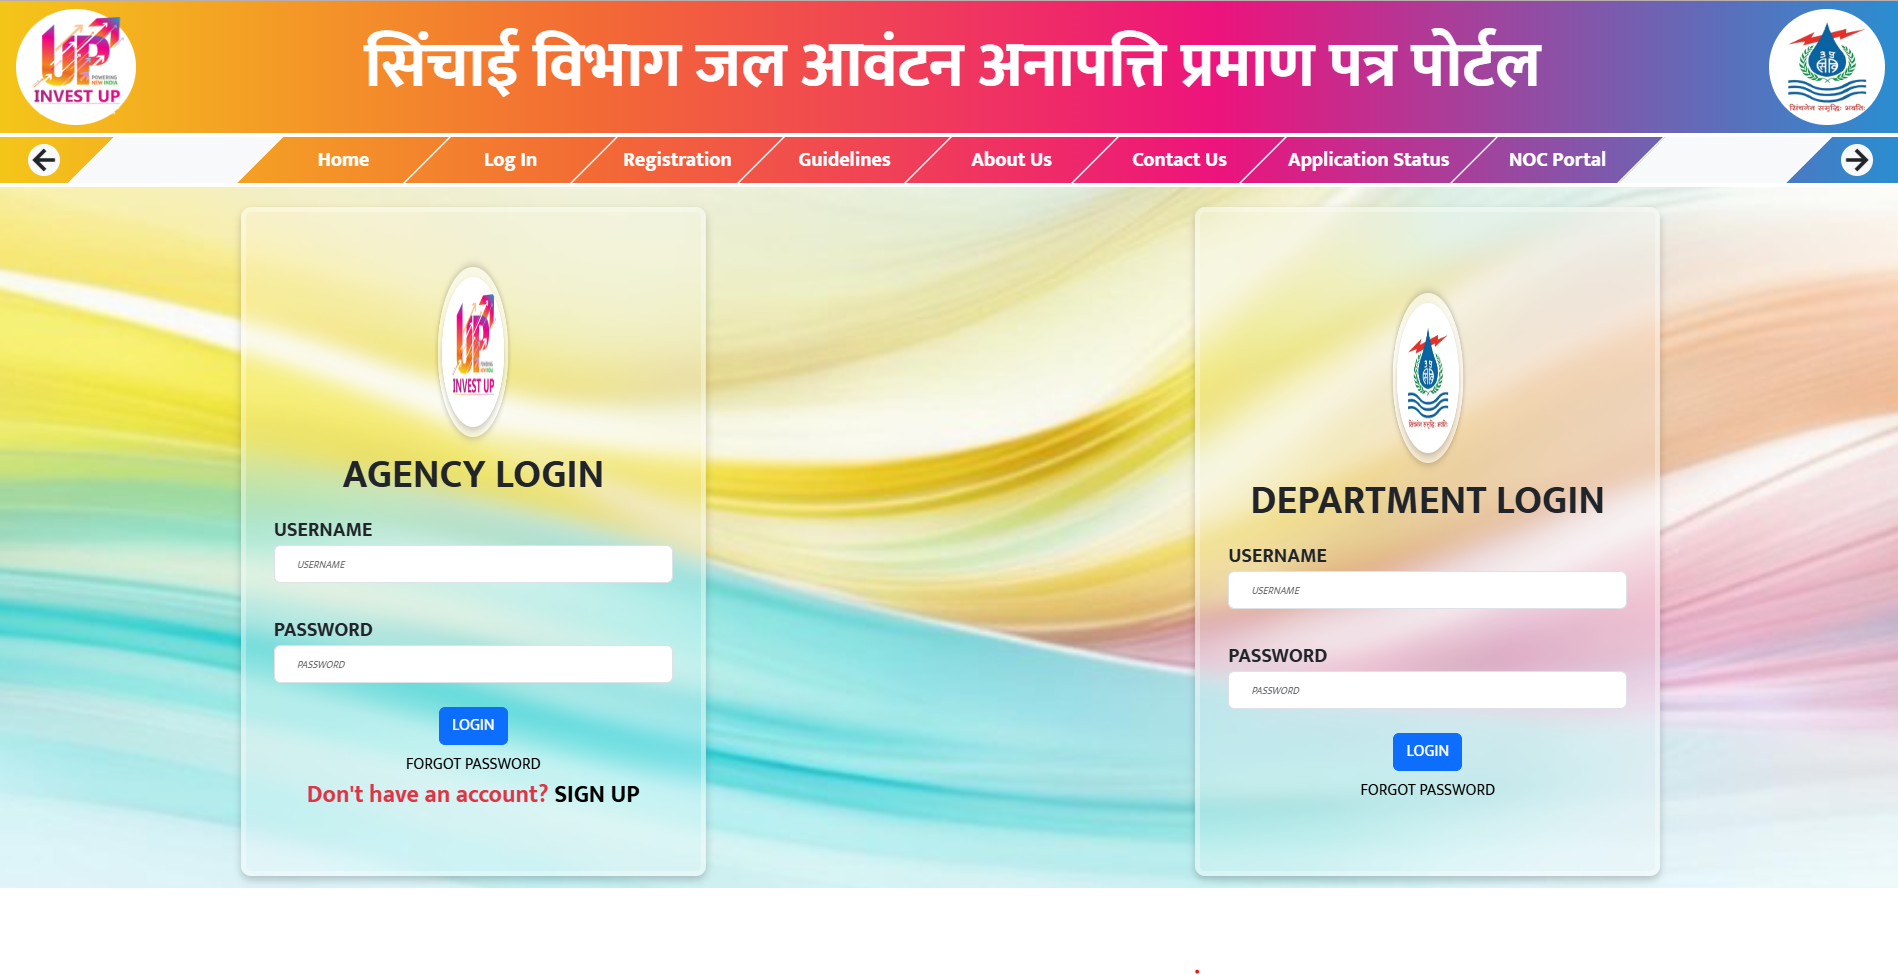 UP
POWERING
NEW INDIA
INVEST UP
सिंचाई विभाग जल आवंटन अनापत्ति प्रमाण पत्र पोर्टल
उ प्र
सिंचनेन समृद्धिः भवति:
Home
Log In
Registration
Guidelines
About Us
Contact Us
Application Status
NOC Portal
UP
POWERING
NEW INDIA
INVEST UP
AGENCY LOGIN
USERNAME
USERNAME
PASSWORD
PASSWORD
LOGIN
FORGOT PASSWORD
Don't have an account? SIGN UP
DEPARTMENT LOGIN
USERNAME
USERNAME
PASSWORD
PASSWORD
LOGIN
FORGOT PASSWORD